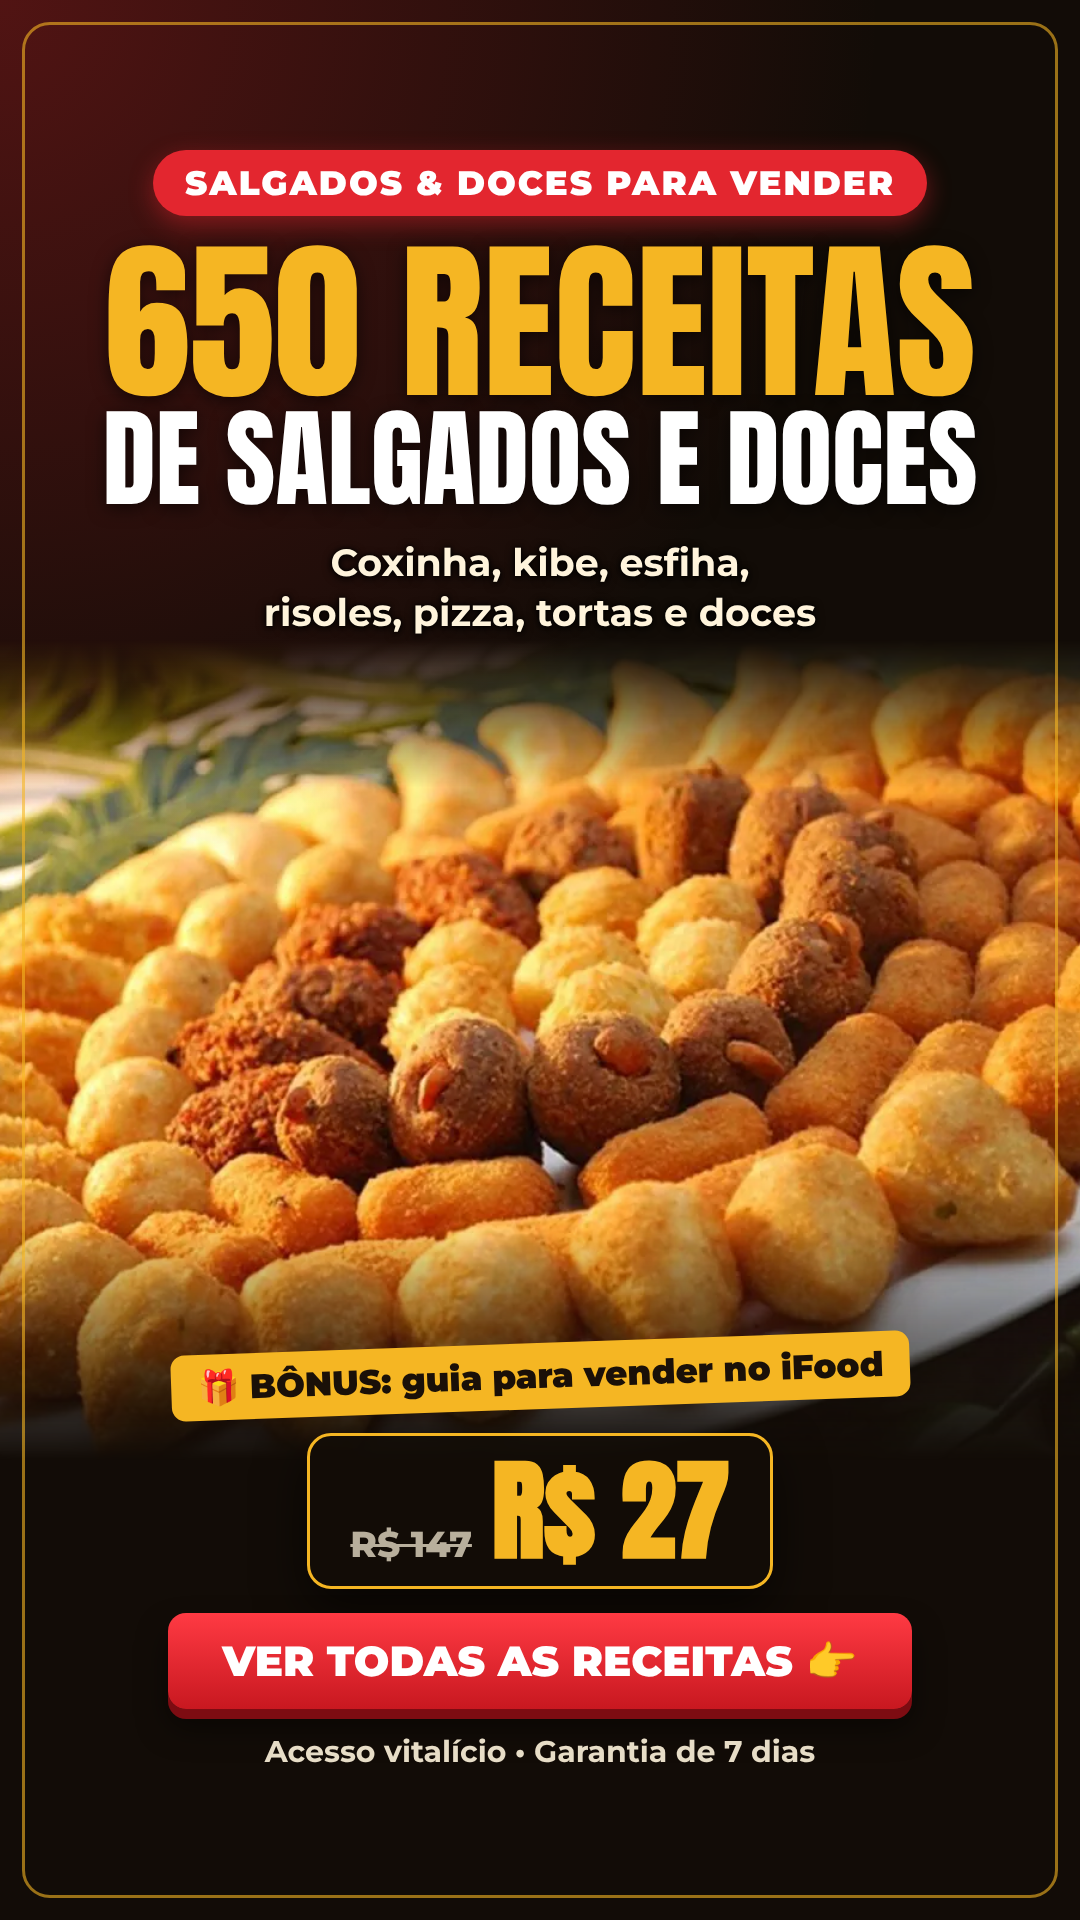 SALGADOS & DOCES PARA VENDER
650 RECEITAS
DE SALGADOS E DOCES
Coxinha, kibe, esfiha,
risoles, pizza, tortas e doces
🎁 BÔNUS: guia para vender no iFood
R$ 147 R$ 27
VER TODAS AS RECEITAS 👉
Acesso vitalício • Garantia de 7 dias